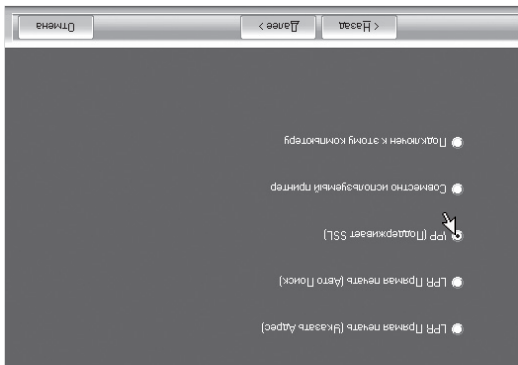 LPR Прямая печать (Указать Адрес)
LPR Прямая печать (Авто Поиск)
IPP (Поддерживает SSL)
Совместно используемый принтер
Подключен к этому компьютеру
< Назад Далее > Отмена